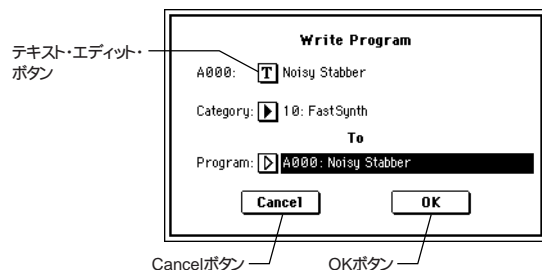 Write Program
テキスト・エディット・
ボタン
A000: T Noisy Stabber
Category: 10: FastSynth
To
Program: A000: Noisy Stabber
Cancel OK
Cancelボタン OKボタン